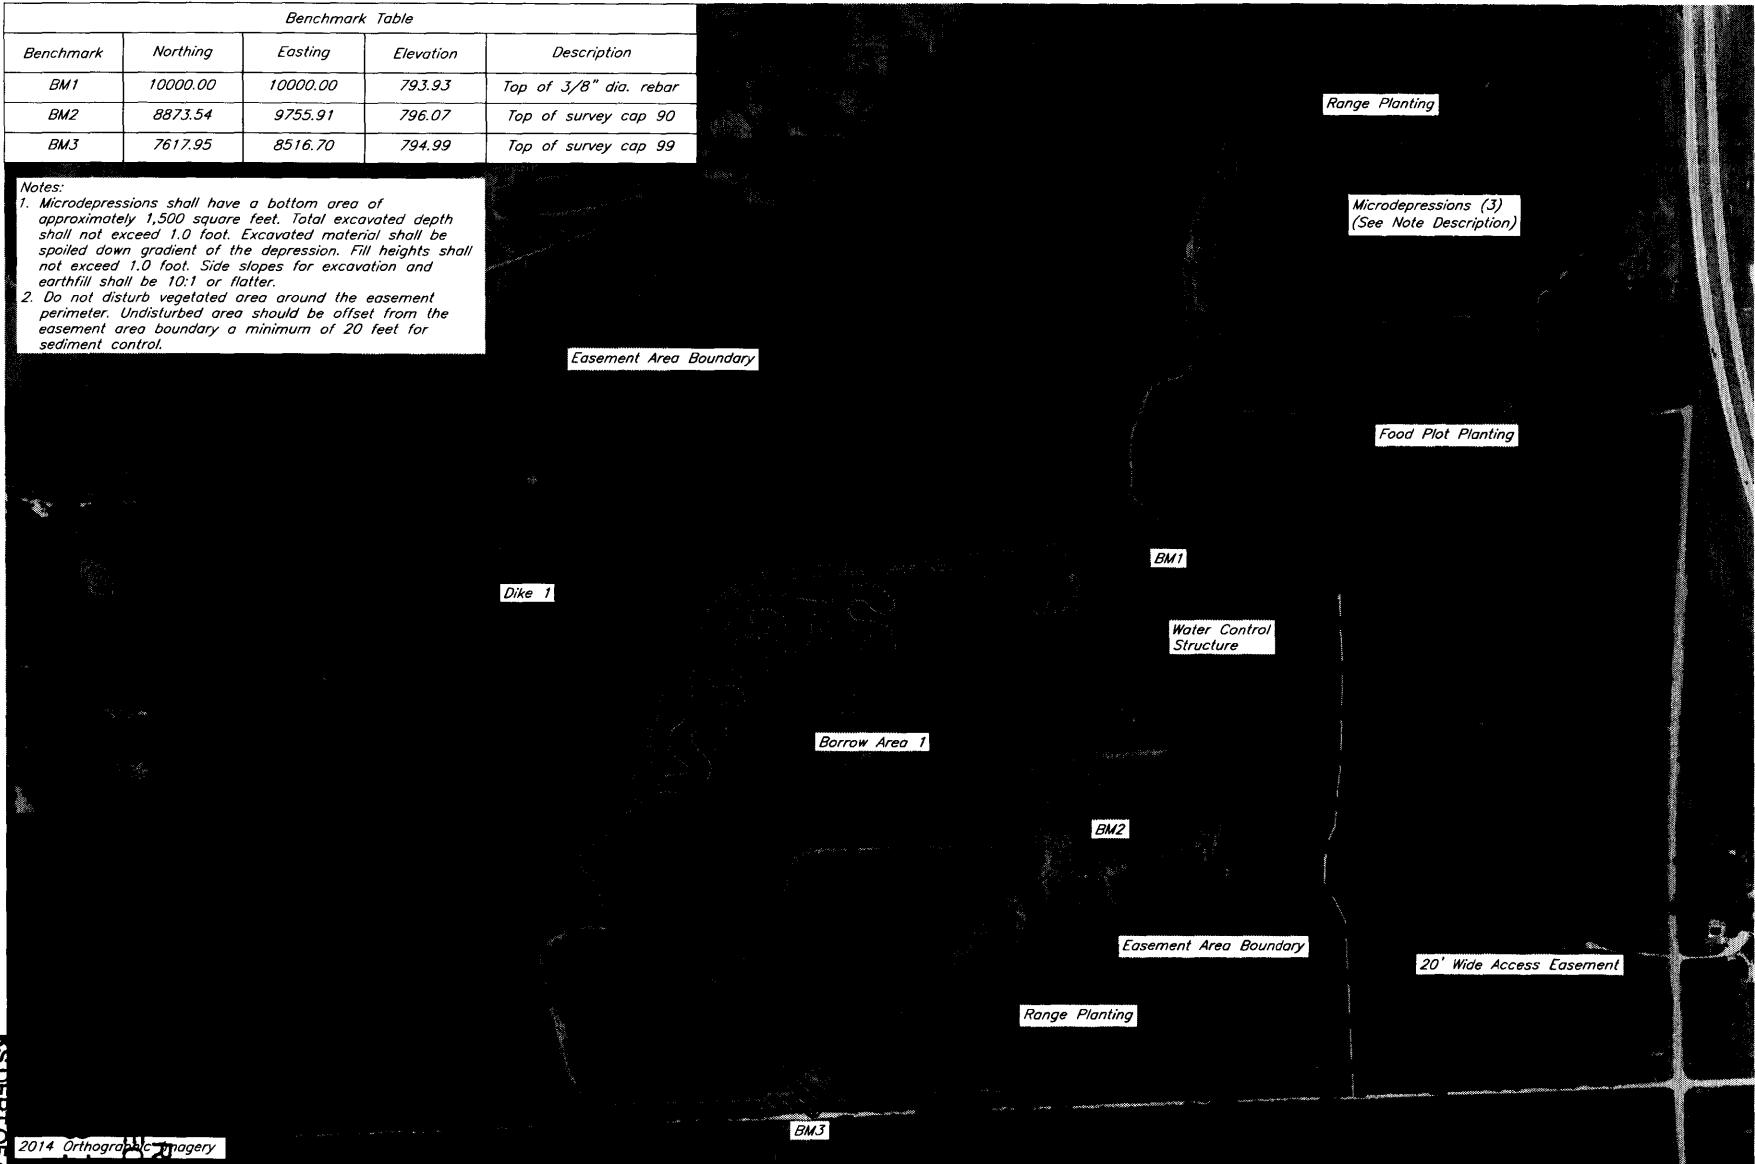 Benchmark Table
Benchmark Northing Easting Elevation Description
BM1 10000.00 10000.00 793.93 Top of 3/8" dia. rebar
BM2 8873.54 9755.91 796.07 Top of survey cap 90
BM3 7617.95 8516.70 794.99 Top of survey cap 99
Notes:
1. Microdepressions shall have a bottom area of
approximately 1,500 square feet. Total excavated depth
shall not exceed 1.0 foot. Excavated material shall be
spoiled down gradient of the depression. Fill heights shall
not exceed 1.0 foot. Side slopes for excavation and
earthfill shall be 10:1 or flatter.
2. Do not disturb vegetated area around the easement
perimeter. Undisturbed area should be offset from the
easement area boundary a minimum of 20 feet for
sediment control.
Range Planting
Microdepressions (3)
(See Note Description)
Easement Area Boundary
Food Plot Planting
BM1
Dike 1
Water Control
Structure
Borrow Area 1
BM2
Easement Area Boundary
20' Wide Access Easement
Range Planting
BM3
2014 Orthographic Imagery